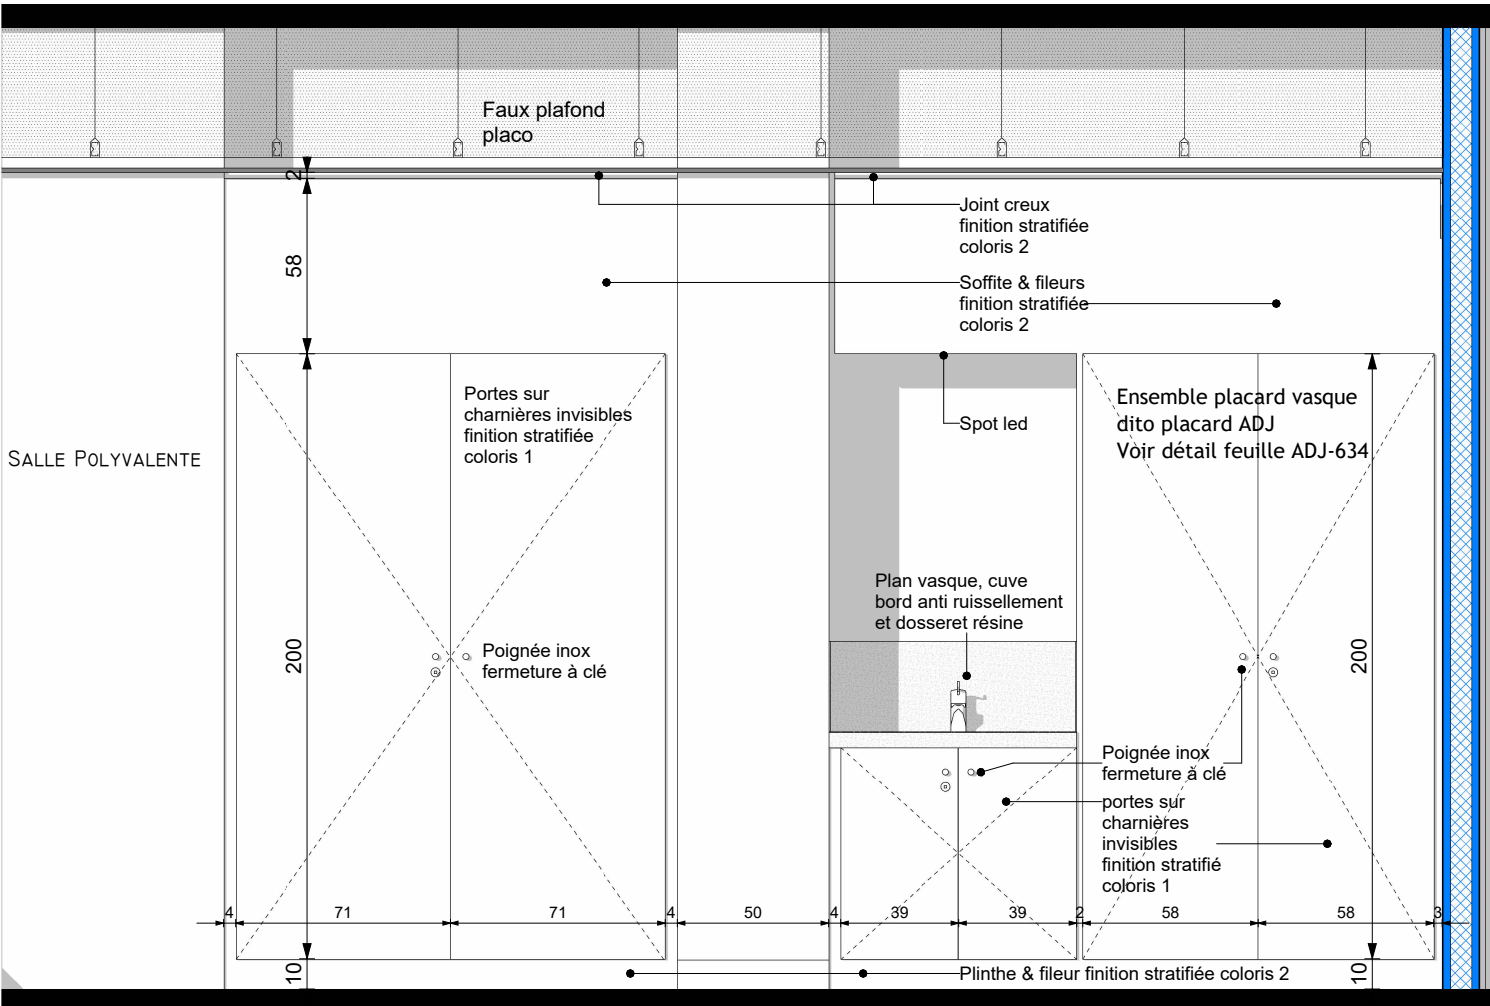 Faux plafond
placo
2
Joint creux
finition stratifiée
coloris 2
58
Soffite & fileurs
finition stratifiée
coloris 2
Portes sur
charnières invisibles
finition stratifiée
coloris 1
Spot led
Ensemble placard vasque
dito placard ADJ
Voir détail feuille ADJ-634
SALLE POLYVALENTE
Plan vasque, cuve
bord anti ruissellement
et dosseret résine
200
Poignée inox
fermeture à clé
200
Poignée inox
fermeture à clé
portes sur
charnières
invisibles
finition stratifié
coloris 1
4 71 71 4 50 4 39 39 2 58 58 3
10
Plinthe & fileur finition stratifiée coloris 2
10